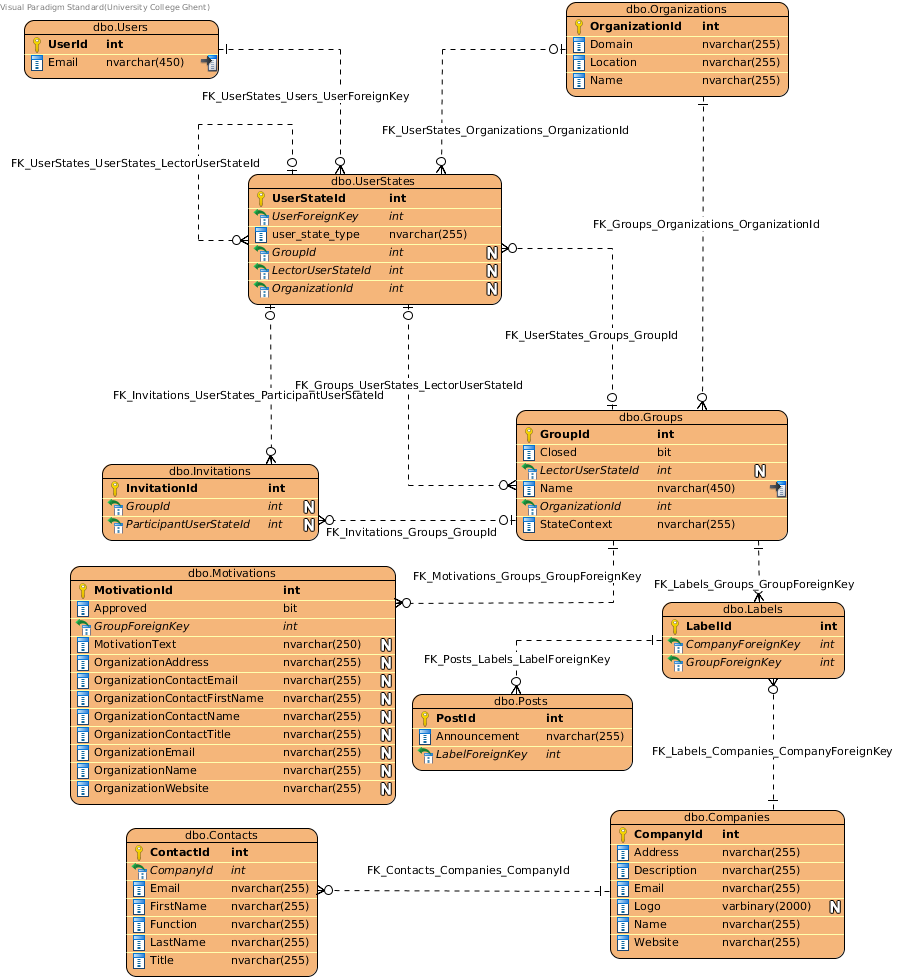 Visual Paradigm Standard(University College Ghent)
dbo.Users
UserId int
Email nvarchar(450)
dbo.Organizations
OrganizationId int
Domain nvarchar(255)
Location nvarchar(255)
Name nvarchar(255)
FK_UserStates_Users_UserForeignKey
FK_UserStates_Organizations_OrganizationId
FK_UserStates_UserStates_LectorUserStateId
dbo.UserStates
UserStateId int
UserForeignKey int
user_state_type nvarchar(255)
GroupId int N
LectorUserStateId int N
OrganizationId int N
FK_Groups_Organizations_OrganizationId
FK_UserStates_Groups_GroupId
FK_Groups_UserStates_LectorUserStateId
FK_Invitations_UserStates_ParticipantUserStateId
dbo.Groups
GroupId int
Closed bit
LectorUserStateId int N
Name nvarchar(450)
OrganizationId int
StateContext nvarchar(255)
dbo.Invitations
InvitationId int
GroupId int N
ParticipantUserStateId int N
FK_Invitations_Groups_GroupId
dbo.Motivations
MotivationId int
Approved bit
GroupForeignKey int
MotivationText nvarchar(250) N
OrganizationAddress nvarchar(255) N
OrganizationContactEmail nvarchar(255) N
OrganizationContactFirstName nvarchar(255) N
OrganizationContactName nvarchar(255) N
OrganizationContactTitle nvarchar(255) N
OrganizationEmail nvarchar(255) N
OrganizationName nvarchar(255) N
OrganizationWebsite nvarchar(255) N
FK_Motivations_Groups_GroupForeignKey
FK_Labels_Groups_GroupForeignKey
dbo.Labels
LabelId int
CompanyForeignKey int
GroupForeignKey int
FK_Posts_Labels_LabelForeignKey
dbo.Posts
PostId int
Announcement nvarchar(255)
LabelForeignKey int
FK_Labels_Companies_CompanyForeignKey
dbo.Companies
CompanyId int
Address nvarchar(255)
Description nvarchar(255)
Email nvarchar(255)
Logo varbinary(2000) N
Name nvarchar(255)
Website nvarchar(255)
dbo.Contacts
ContactId int
CompanyId int
Email nvarchar(255)
FirstName nvarchar(255)
Function nvarchar(255)
LastName nvarchar(255)
Title nvarchar(255)
FK_Contacts_Companies_CompanyId